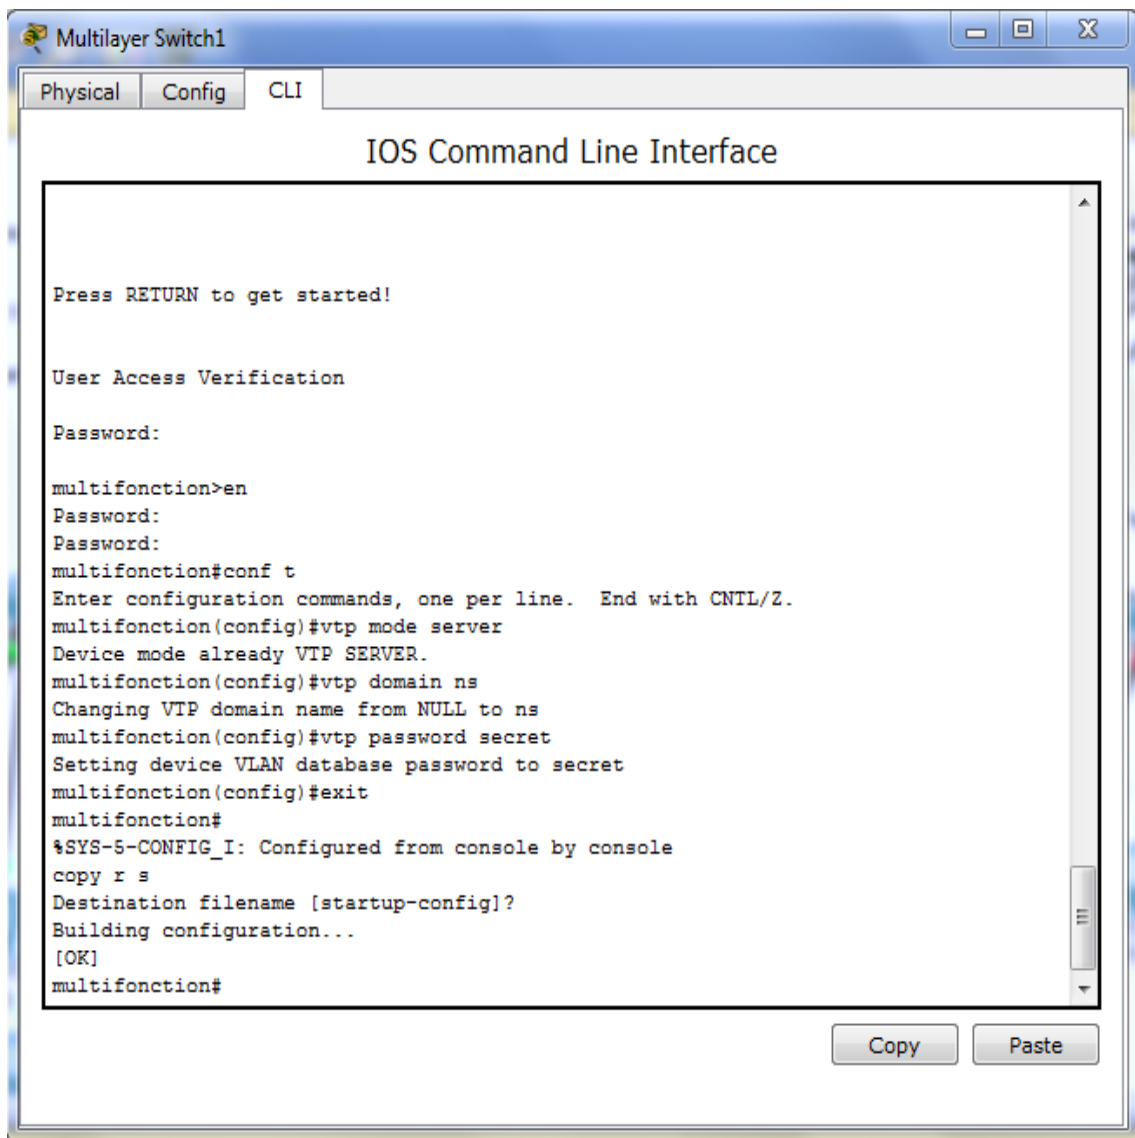 Multilayer Switch1
Physical Config CLI
IOS Command Line Interface
Press RETURN to get started!
User Access Verification
Password:
multifonction>en
Password:
Password:
multifonction#conf t
Enter configuration commands, one per line.  End with CNTL/Z.
multifonction(config)#vtp mode server
Device mode already VTP SERVER.
multifonction(config)#vtp domain ns
Changing VTP domain name from NULL to ns
multifonction(config)#vtp password secret
Setting device VLAN database password to secret
multifonction(config)#exit
multifonction#
%SYS-5-CONFIG_I: Configured from console by console
copy r s
Destination filename [startup-config]?
Building configuration...
[OK]
multifonction#
Copy Paste